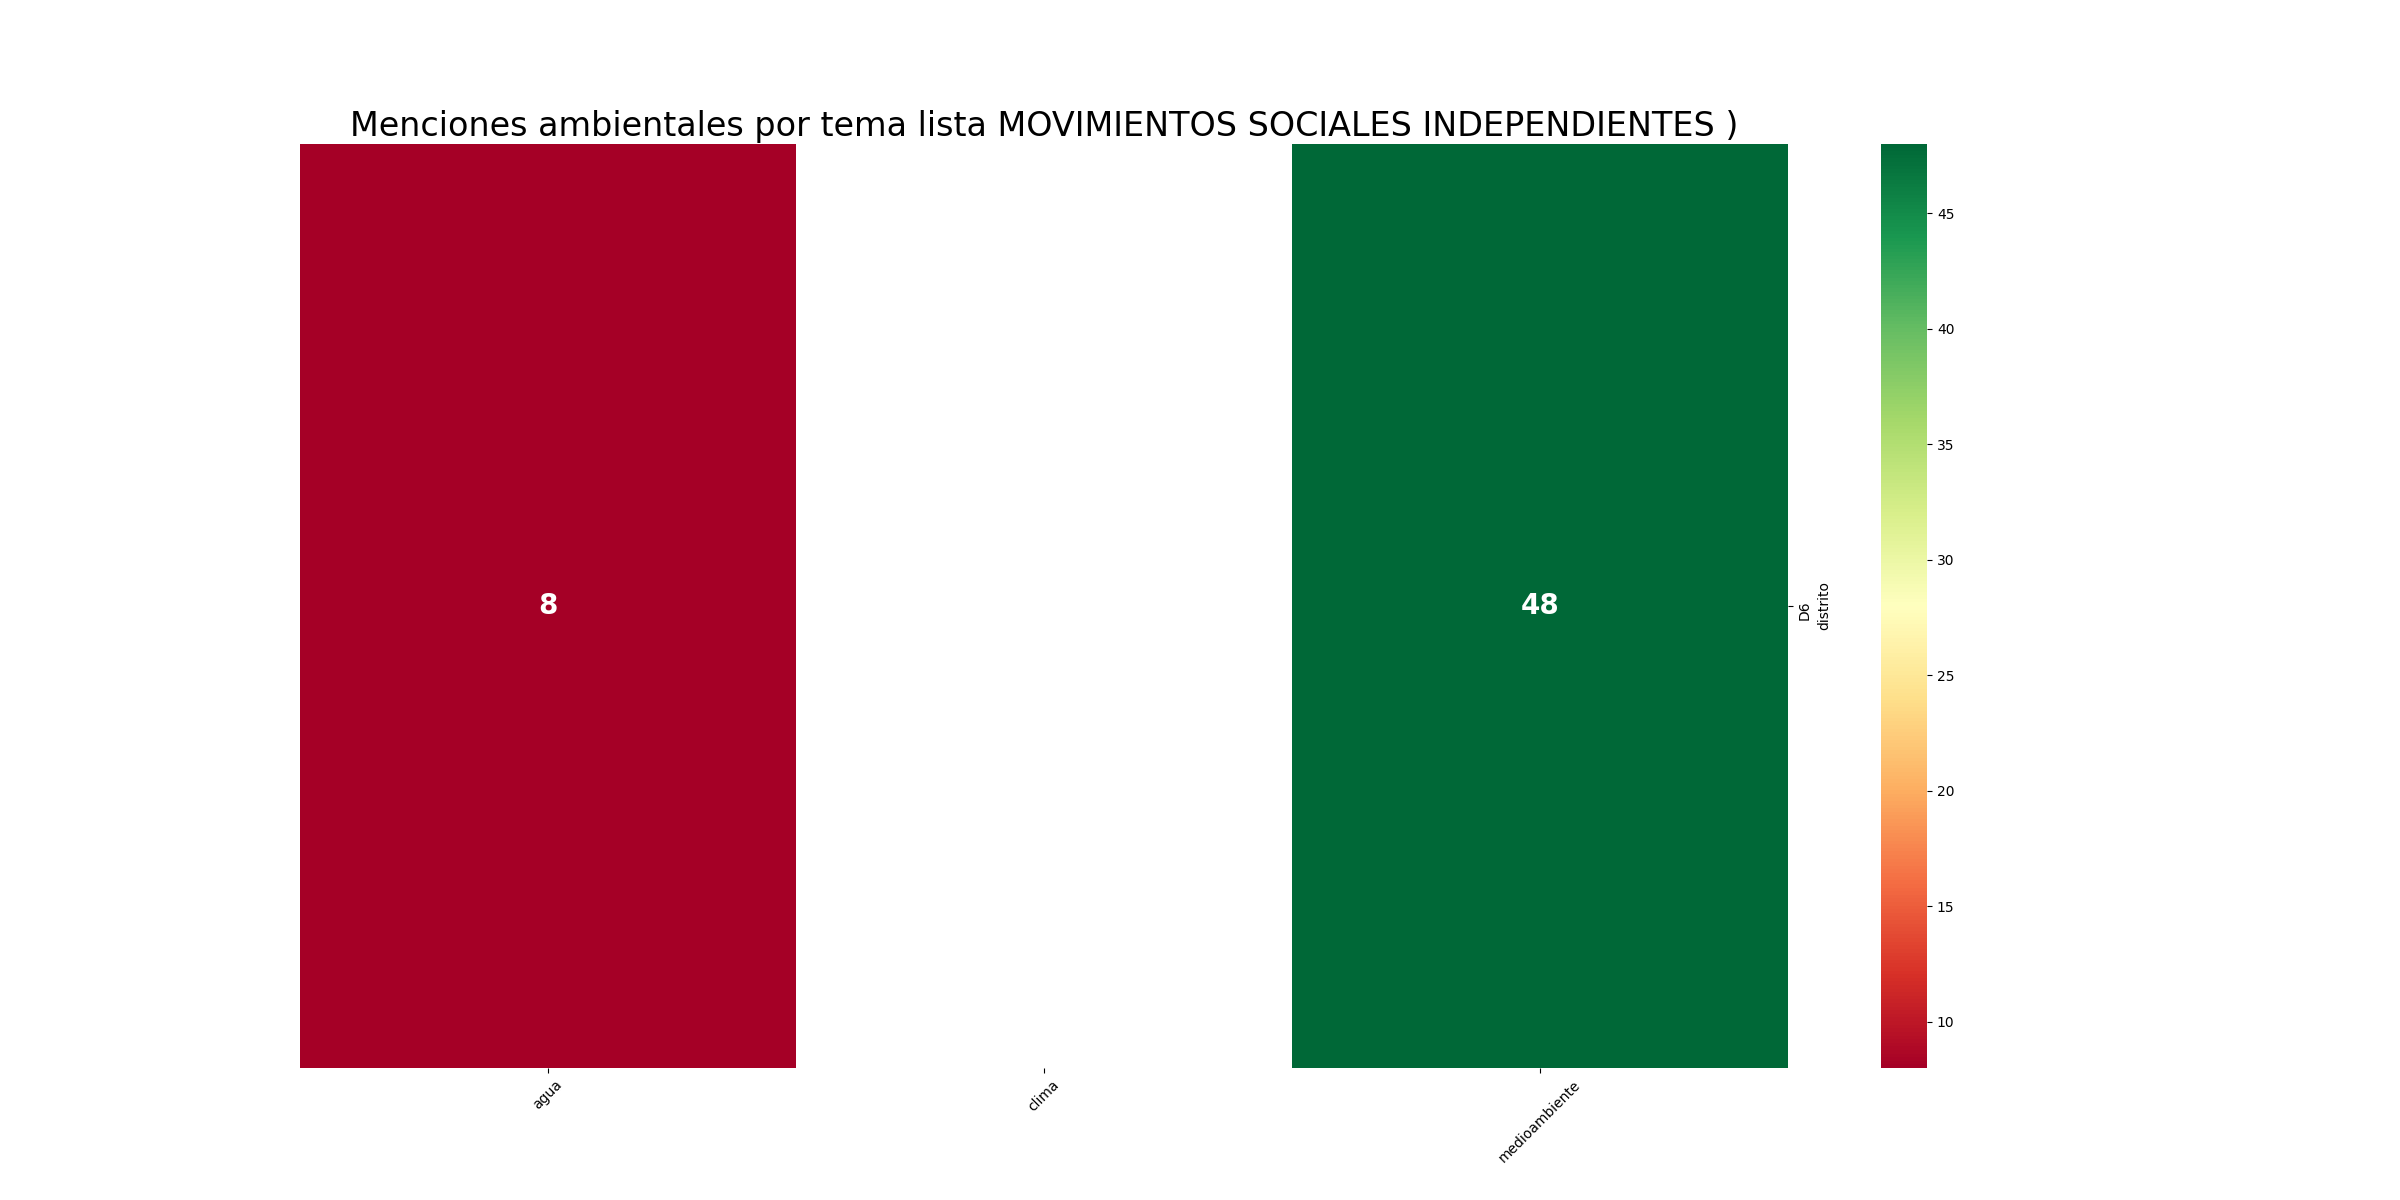 Menciones ambientales por tema lista MOVIMIENTOS SOCIALES INDEPENDIENTES )
8
48
D6
distrito
45
40
35
30
25
20
15
10
agua
clima
medioambiente